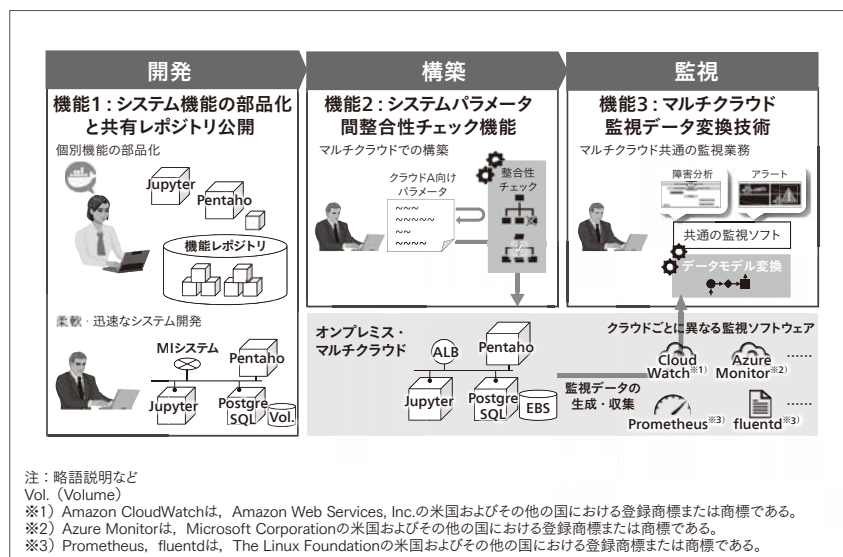 開発
構築
監視
機能1：システム機能の部品化
と共有レポジトリ公開
個別機能の部品化
Jupyter
Pentaho
機能レポジトリ
柔軟・迅速なシステム開発
MIシステム
Pentaho
Jupyter
Postgre
SQL
Vol.
機能2：システムパラメータ
間整合性チェック機能
マルチクラウドでの構築
クラウドA向け
パラメータ
整合性
チェック
機能3：マルチクラウド
監視データ変換技術
マルチクラウド共通の監視業務
障害分析
アラート
共通の監視ソフト
データモデル変換
オンプレミス・
マルチクラウド
ALB
Pentaho
Jupyter
Postgre
SQL
EBS
監視データの
生成・収集
クラウドごとに異なる監視ソフトウェア
Cloud
Watch※1）
Azure
Monitor※2）
……
Prometheus※3）
fluentd※3）
……
注：略語説明など
Vol.（Volume）
※1）Amazon CloudWatchは，Amazon Web Services, Inc.の米国およびその他の国における登録商標または商標である。
※2）Azure Monitorは，Microsoft Corporationの米国およびその他の国における登録商標または商標である。
※3）Prometheus，fluentdは，The Linux Foundationの米国およびその他の国における登録商標または商標である。